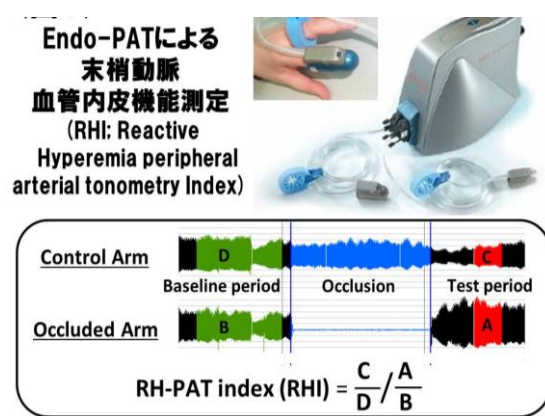 Endo-PATによる
末梢動脈
血管内皮機能測定
(RHI: Reactive
Hyperemia peripheral
arterial tonometry Index)
Control Arm
D
C
Baseline period
Occlusion
Test period
Occluded Arm
B
A
RH-PAT index (RHI) = C/D / A/B